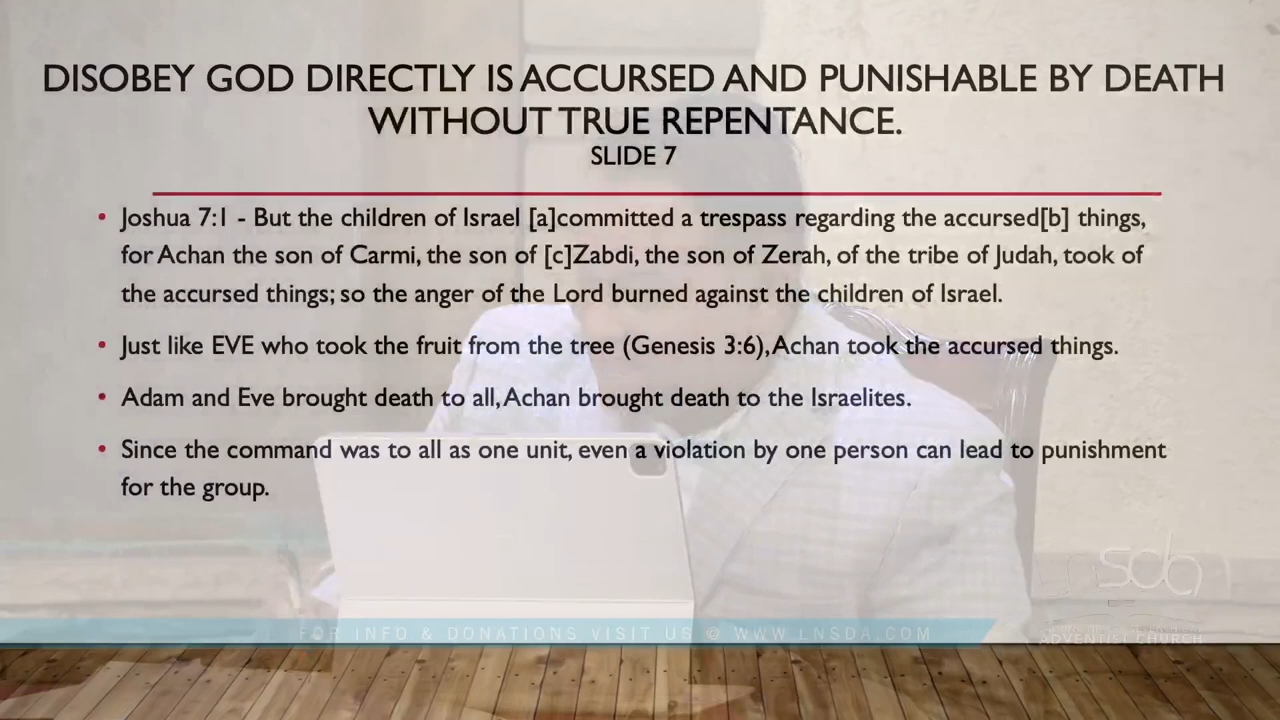 DISOBEY GOD DIRECTLY IS ACCURSED AND PUNISHABLE BY DEATH
WITHOUT TRUE REPENTANCE.
SLIDE 7
• Joshua 7:1 - But the children of Israel [a]committed a trespass regarding the accursed[b] things,
for Achan the son of Carmi, the son of [c]Zabdi, the son of Zerah, of the tribe of Judah, took of
the accursed things; so the anger of the Lord burned against the children of Israel.
• Just like EVE who took the fruit from the tree (Genesis 3:6), Achan took the accursed things.
• Adam and Eve brought death to all, Achan brought death to the Israelites.
• Since the command was to all as one unit, even a violation by one person can lead to punishment
for the group.
lnsda
FOR INFO & DONATIONS VISIT US @ WWW.LNSDA.COM
ADVENTIST CHURCH